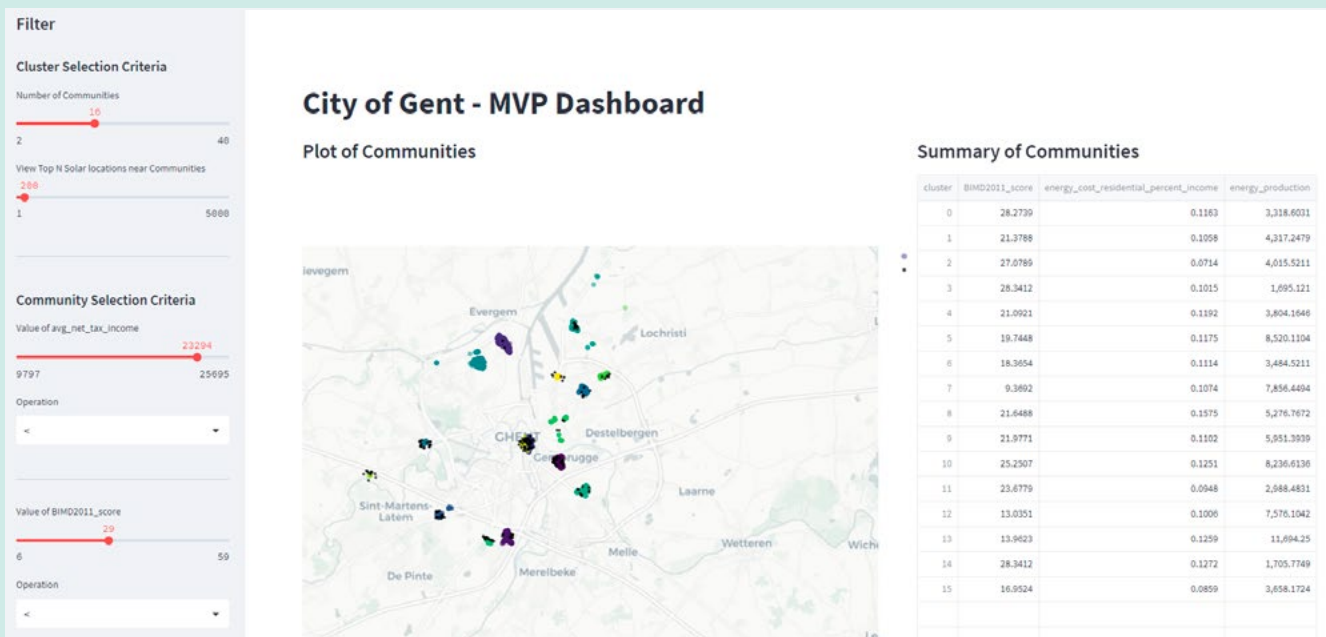 Filter
Cluster Selection Criteria
Number of Communities
16
2 40
View Top N Solar locations near Communities
200
1 5000
Community Selection Criteria
Value of avg_net_tax_income
23294
9797 25695
Operation
<
Value of BIMD2011_score
29
6 59
Operation
<
City of Gent - MVP Dashboard
Plot of Communities
ievegem
Evergem
Lochristi
GHENT
Destelbergen
Gentbrugge
Laarne
Sint-Martens-
Latem
Melle
Wetteren
Wich
De Pinte
Merelbeke
Le
Summary of Communities
cluster BIMD2011_score energy_cost_residential_percent_income energy_production
0 28.2739 0.1163 3,318.6031
1 21.3788 0.1058 4,317.2479
2 27.0789 0.0714 4,015.5211
3 28.3412 0.1015 1,695.121
4 21.0921 0.1192 3,804.1646
5 19.7448 0.1175 8,520.1104
6 18.3654 0.1114 3,484.5211
7 9.3692 0.1074 7,856.4494
8 21.6488 0.1575 5,276.7672
9 21.9771 0.1102 5,951.3939
10 25.2507 0.1251 8,236.6136
11 23.6779 0.0948 2,988.4831
12 13.0351 0.1006 7,576.1042
13 13.9623 0.1259 11,694.25
14 28.3412 0.1272 1,705.7749
15 16.9524 0.0859 3,658.1724